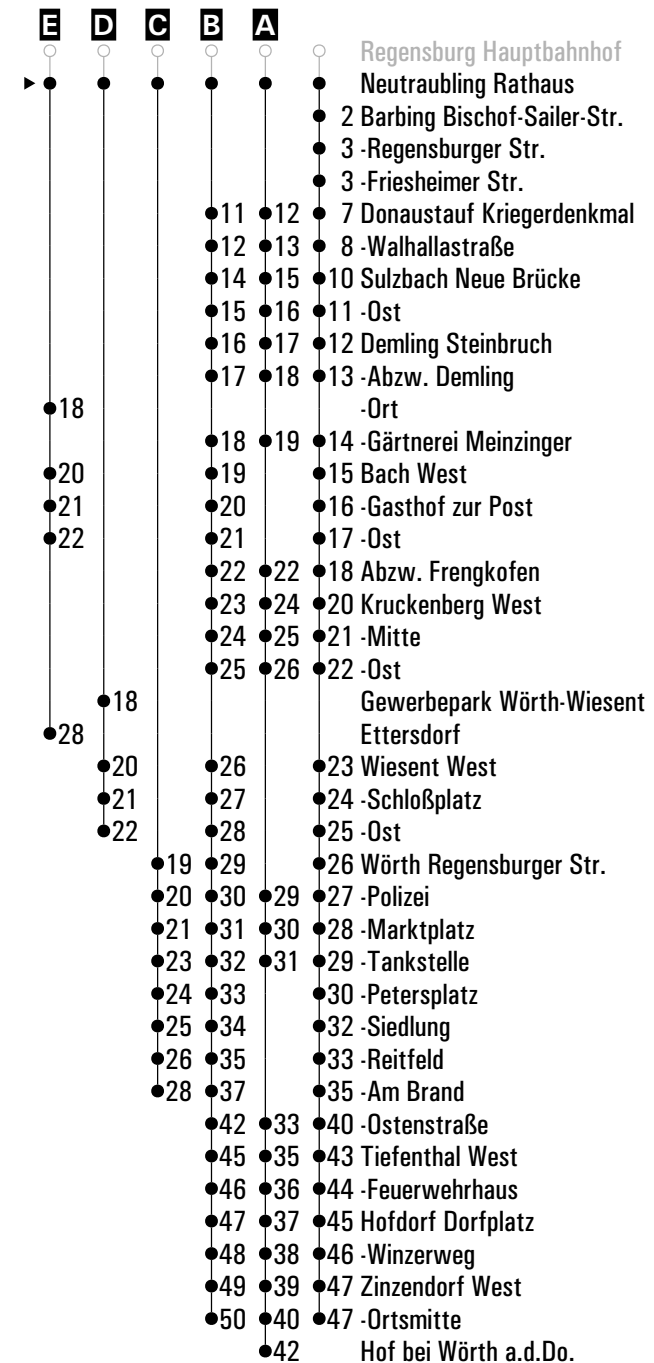 E D C B A
Regensburg Hauptbahnhof
Neutraubling Rathaus
2 Barbing Bischof-Sailer-Str.
3 -Regensburger Str.
3 -Friesheimer Str.
11 12 7 Donaustauf Kriegerdenkmal
12 13 8 -Walhallastraße
14 15 10 Sulzbach Neue Brücke
15 16 11 -Ost
16 17 12 Demling Steinbruch
17 18 13 -Abzw. Demling
18 -Ort
18 19 14 -Gärtnerei Meinzinger
20 19 15 Bach West
21 20 16 -Gasthof zur Post
22 21 17 -Ost
22 22 18 Abzw. Frengkofen
23 24 20 Kruckenberg West
24 25 21 -Mitte
25 26 22 -Ost
18 Gewerbepark Wörth-Wiesent
28 Ettersdorf
20 26 23 Wiesent West
21 27 24 -Schloßplatz
22 28 25 -Ost
19 29 26 Wörth Regensburger Str.
20 30 29 27 -Polizei
21 31 30 28 -Marktplatz
23 32 31 29 -Tankstelle
24 33 30 -Petersplatz
25 34 32 -Siedlung
26 35 33 -Reitfeld
28 37 35 -Am Brand
42 33 40 -Ostenstraße
45 35 43 Tiefenthal West
46 36 44 -Feuerwehrhaus
47 37 45 Hofdorf Dorfplatz
48 38 46 -Winzerweg
49 39 47 Zinzendorf West
50 40 47 -Ortsmitte
42 Hof bei Wörth a.d.Do.